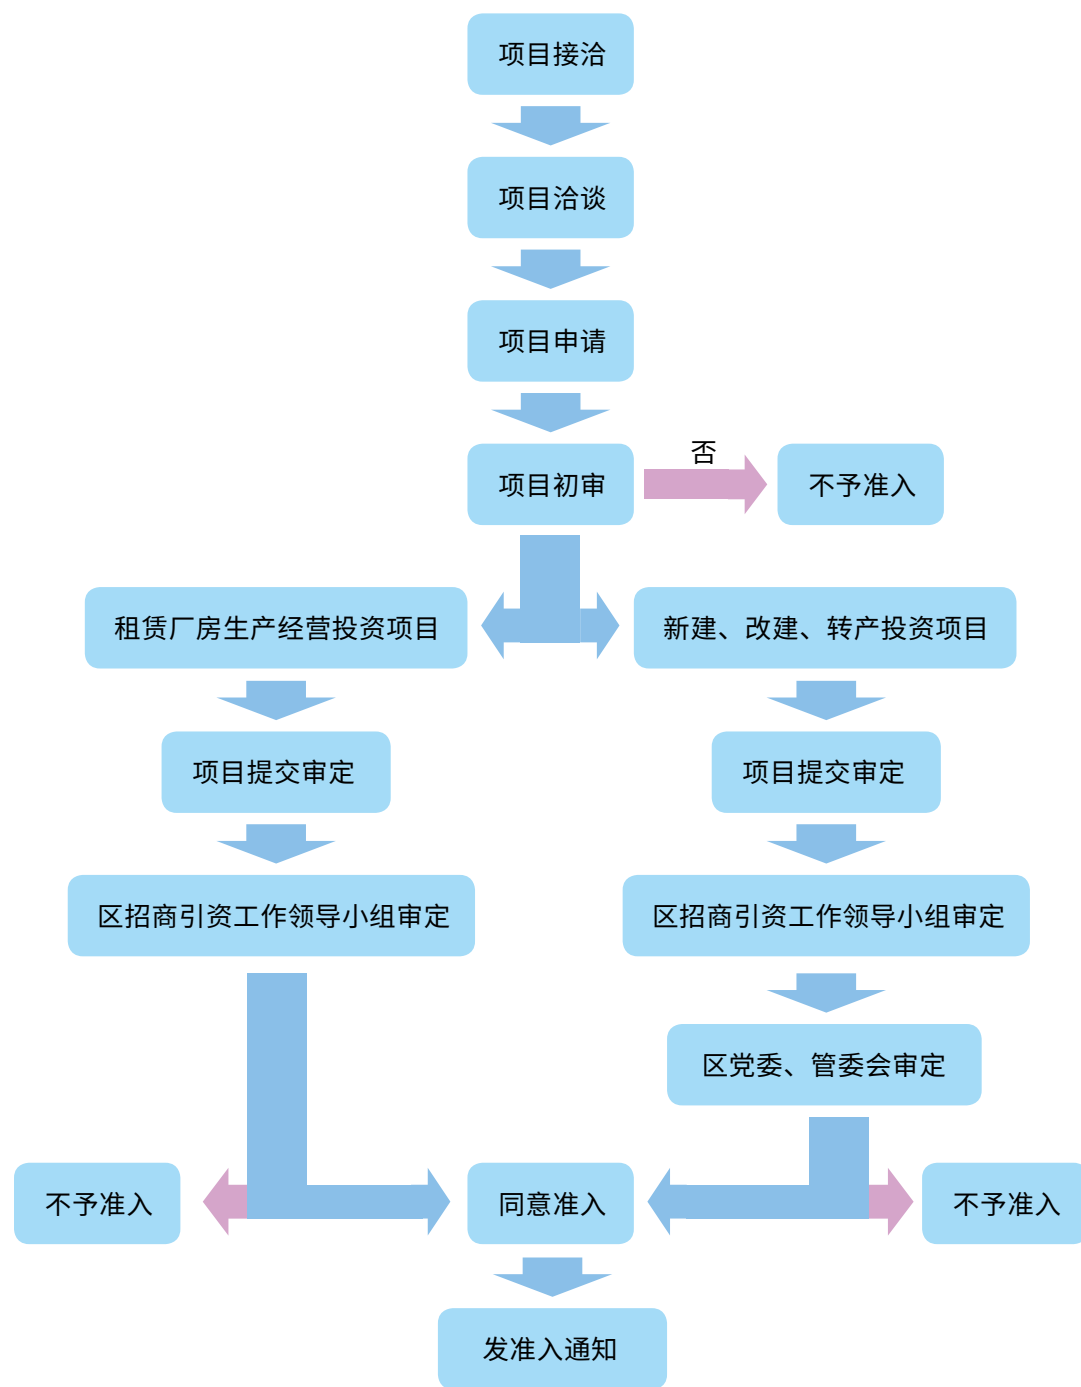 项目接洽
项目洽谈
项目申请
项目初审
否
不予准入
租赁厂房生产经营投资项目
新建、改建、转产投资项目
项目提交审定
项目提交审定
区招商引资工作领导小组审定
区招商引资工作领导小组审定
区党委、管委会审定
不予准入
同意准入
不予准入
发准入通知